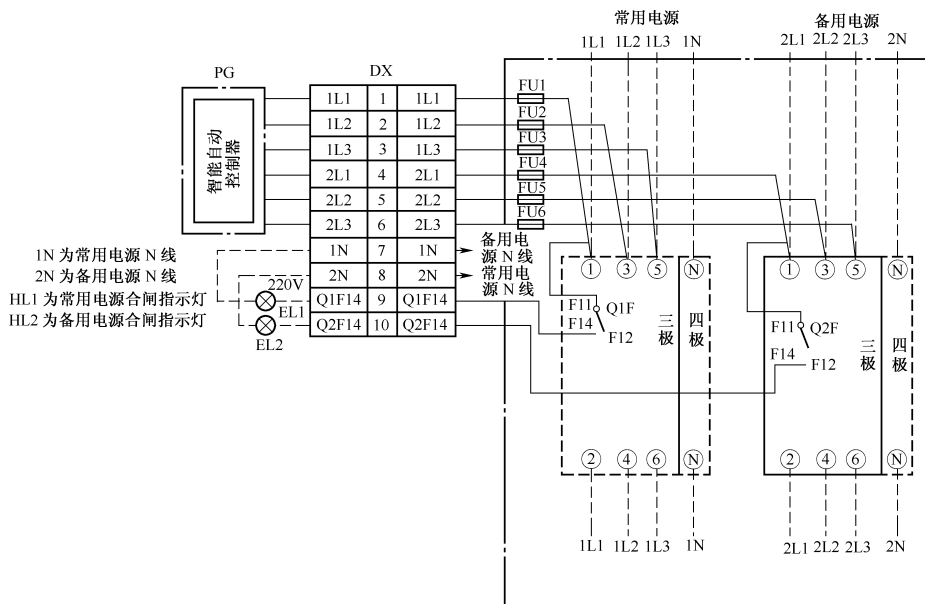 常用电源
备用电源
1L1 1L2 1L3 1N
2L1 2L2 2L3 2N
PG
DX
智能自动
控制器
1L1 1 1L1
1L2 2 1L2
1L3 3 1L3
2L1 4 2L1
2L2 5 2L2
2L3 6 2L3
1N 7 1N
2N 8 2N
Q1F14 9 Q1F14
Q2F14 10 Q2F14
FU1
FU2
FU3
FU4
FU5
FU6
备用电
源 N 线
常用电
源 N 线
1N 为常用电源 N 线
2N 为备用电源 N 线
HL1 为常用电源合闸指示灯
HL2 为备用电源合闸指示灯
220V
EL1
EL2
1 3 5 N
F11 Q1F
F14
F12
三极
四极
2 4 6 N
1L1 1L2 1L3 1N
1 3 5 N
F11 Q2F
F14
F12
三极
四极
2 4 6 N
2L1 2L2 2L3 2N